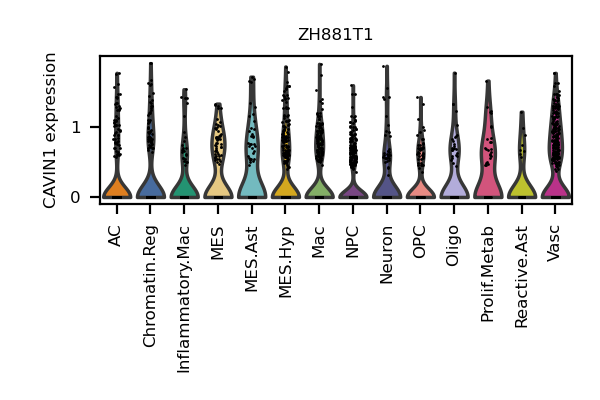 ZH881T1
CAVIN1 expression
1
0
AC
Chromatin.Reg
Inflammatory.Mac
MES
MES.Ast
MES.Hyp
Mac
NPC
Neuron
OPC
Oligo
Prolif.Metab
Reactive.Ast
Vasc